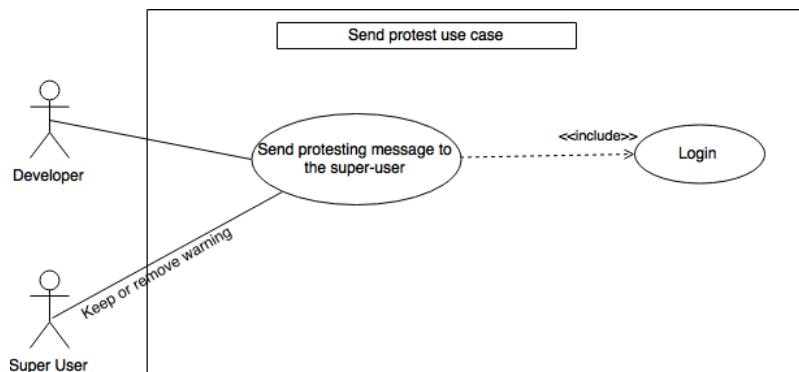 Send protest use case
<<include>>
Send protesting message to
the super-user
Login
Developer
Keep or remove warning
Super User